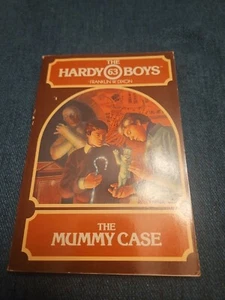 THE
HARDY 63 BOYS
FRANKLIN W. DIXON
THE
MUMMY CASE